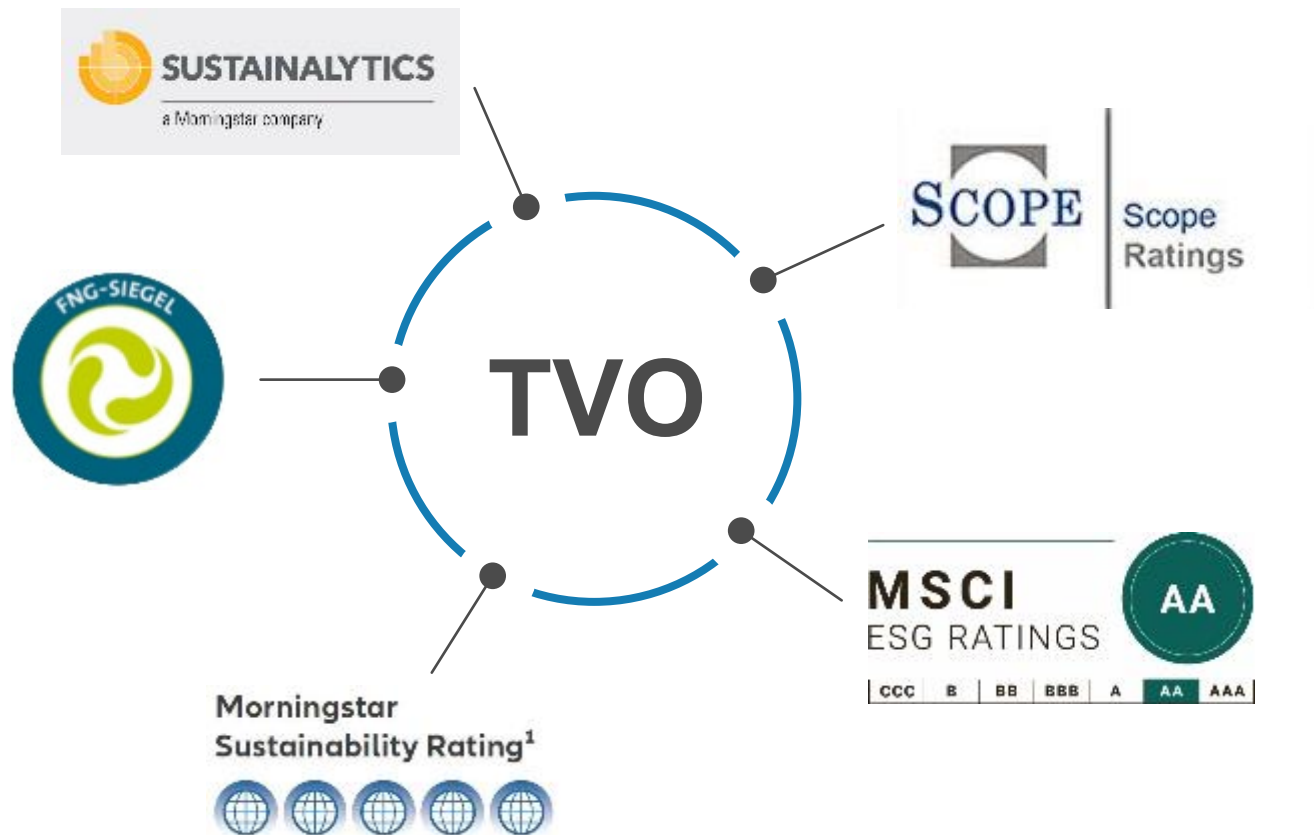 SUSTAINALYTICS
a Morningstar company
SCOPE
Scope
Ratings
FNG-SIEGEL
TVO
MSCI
ESG RATINGS
AA
CCC B BB BBB A AA AAA
Morningstar
Sustainability Rating¹